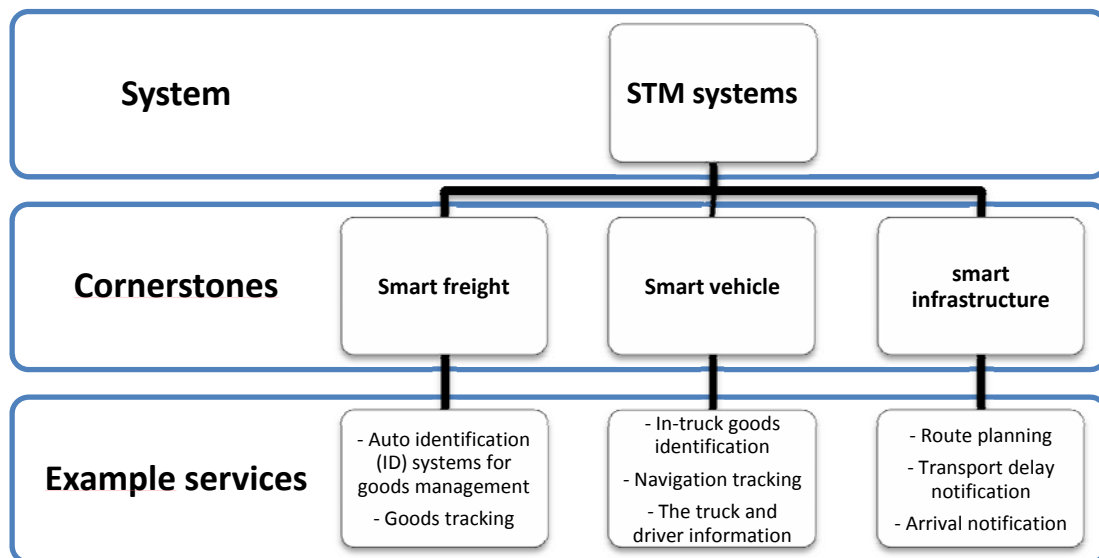 System
STM systems
Cornerstones
Smart freight
Smart vehicle
smart
infrastructure
Example services
- Auto identification
(ID) systems for
goods management
- Goods tracking
- In-truck goods
identification
- Navigation tracking
- The truck and
driver information
- Route planning
- Transport delay
notification
- Arrival notification